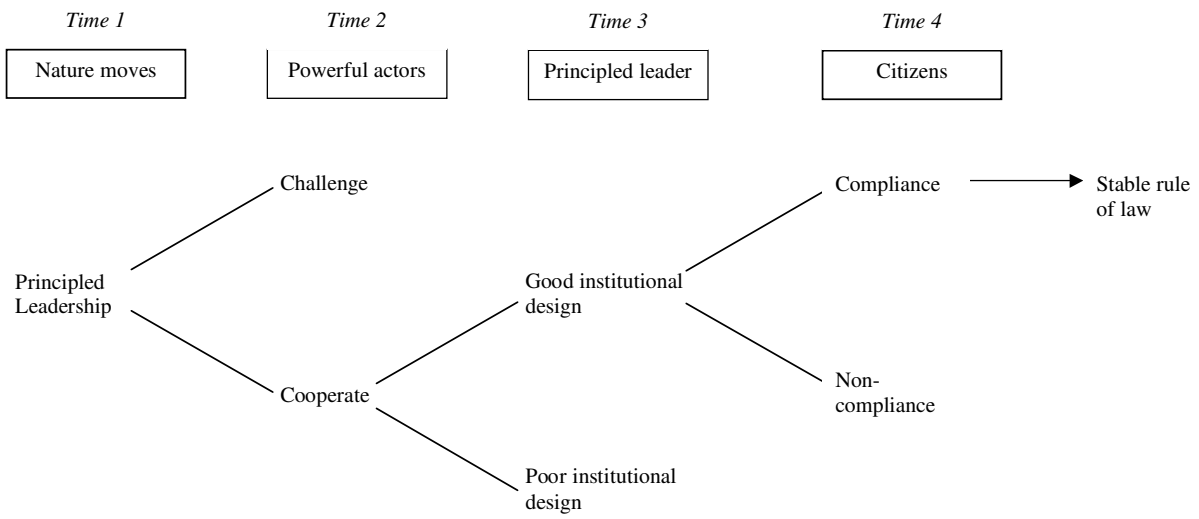 Time 1
Time 2
Time 3
Time 4
Nature moves
Powerful actors
Principled leader
Citizens
Challenge
Compliance
Stable rule
of law
Principled
Leadership
Good institutional
design
Cooperate
Non-
compliance
Poor institutional
design